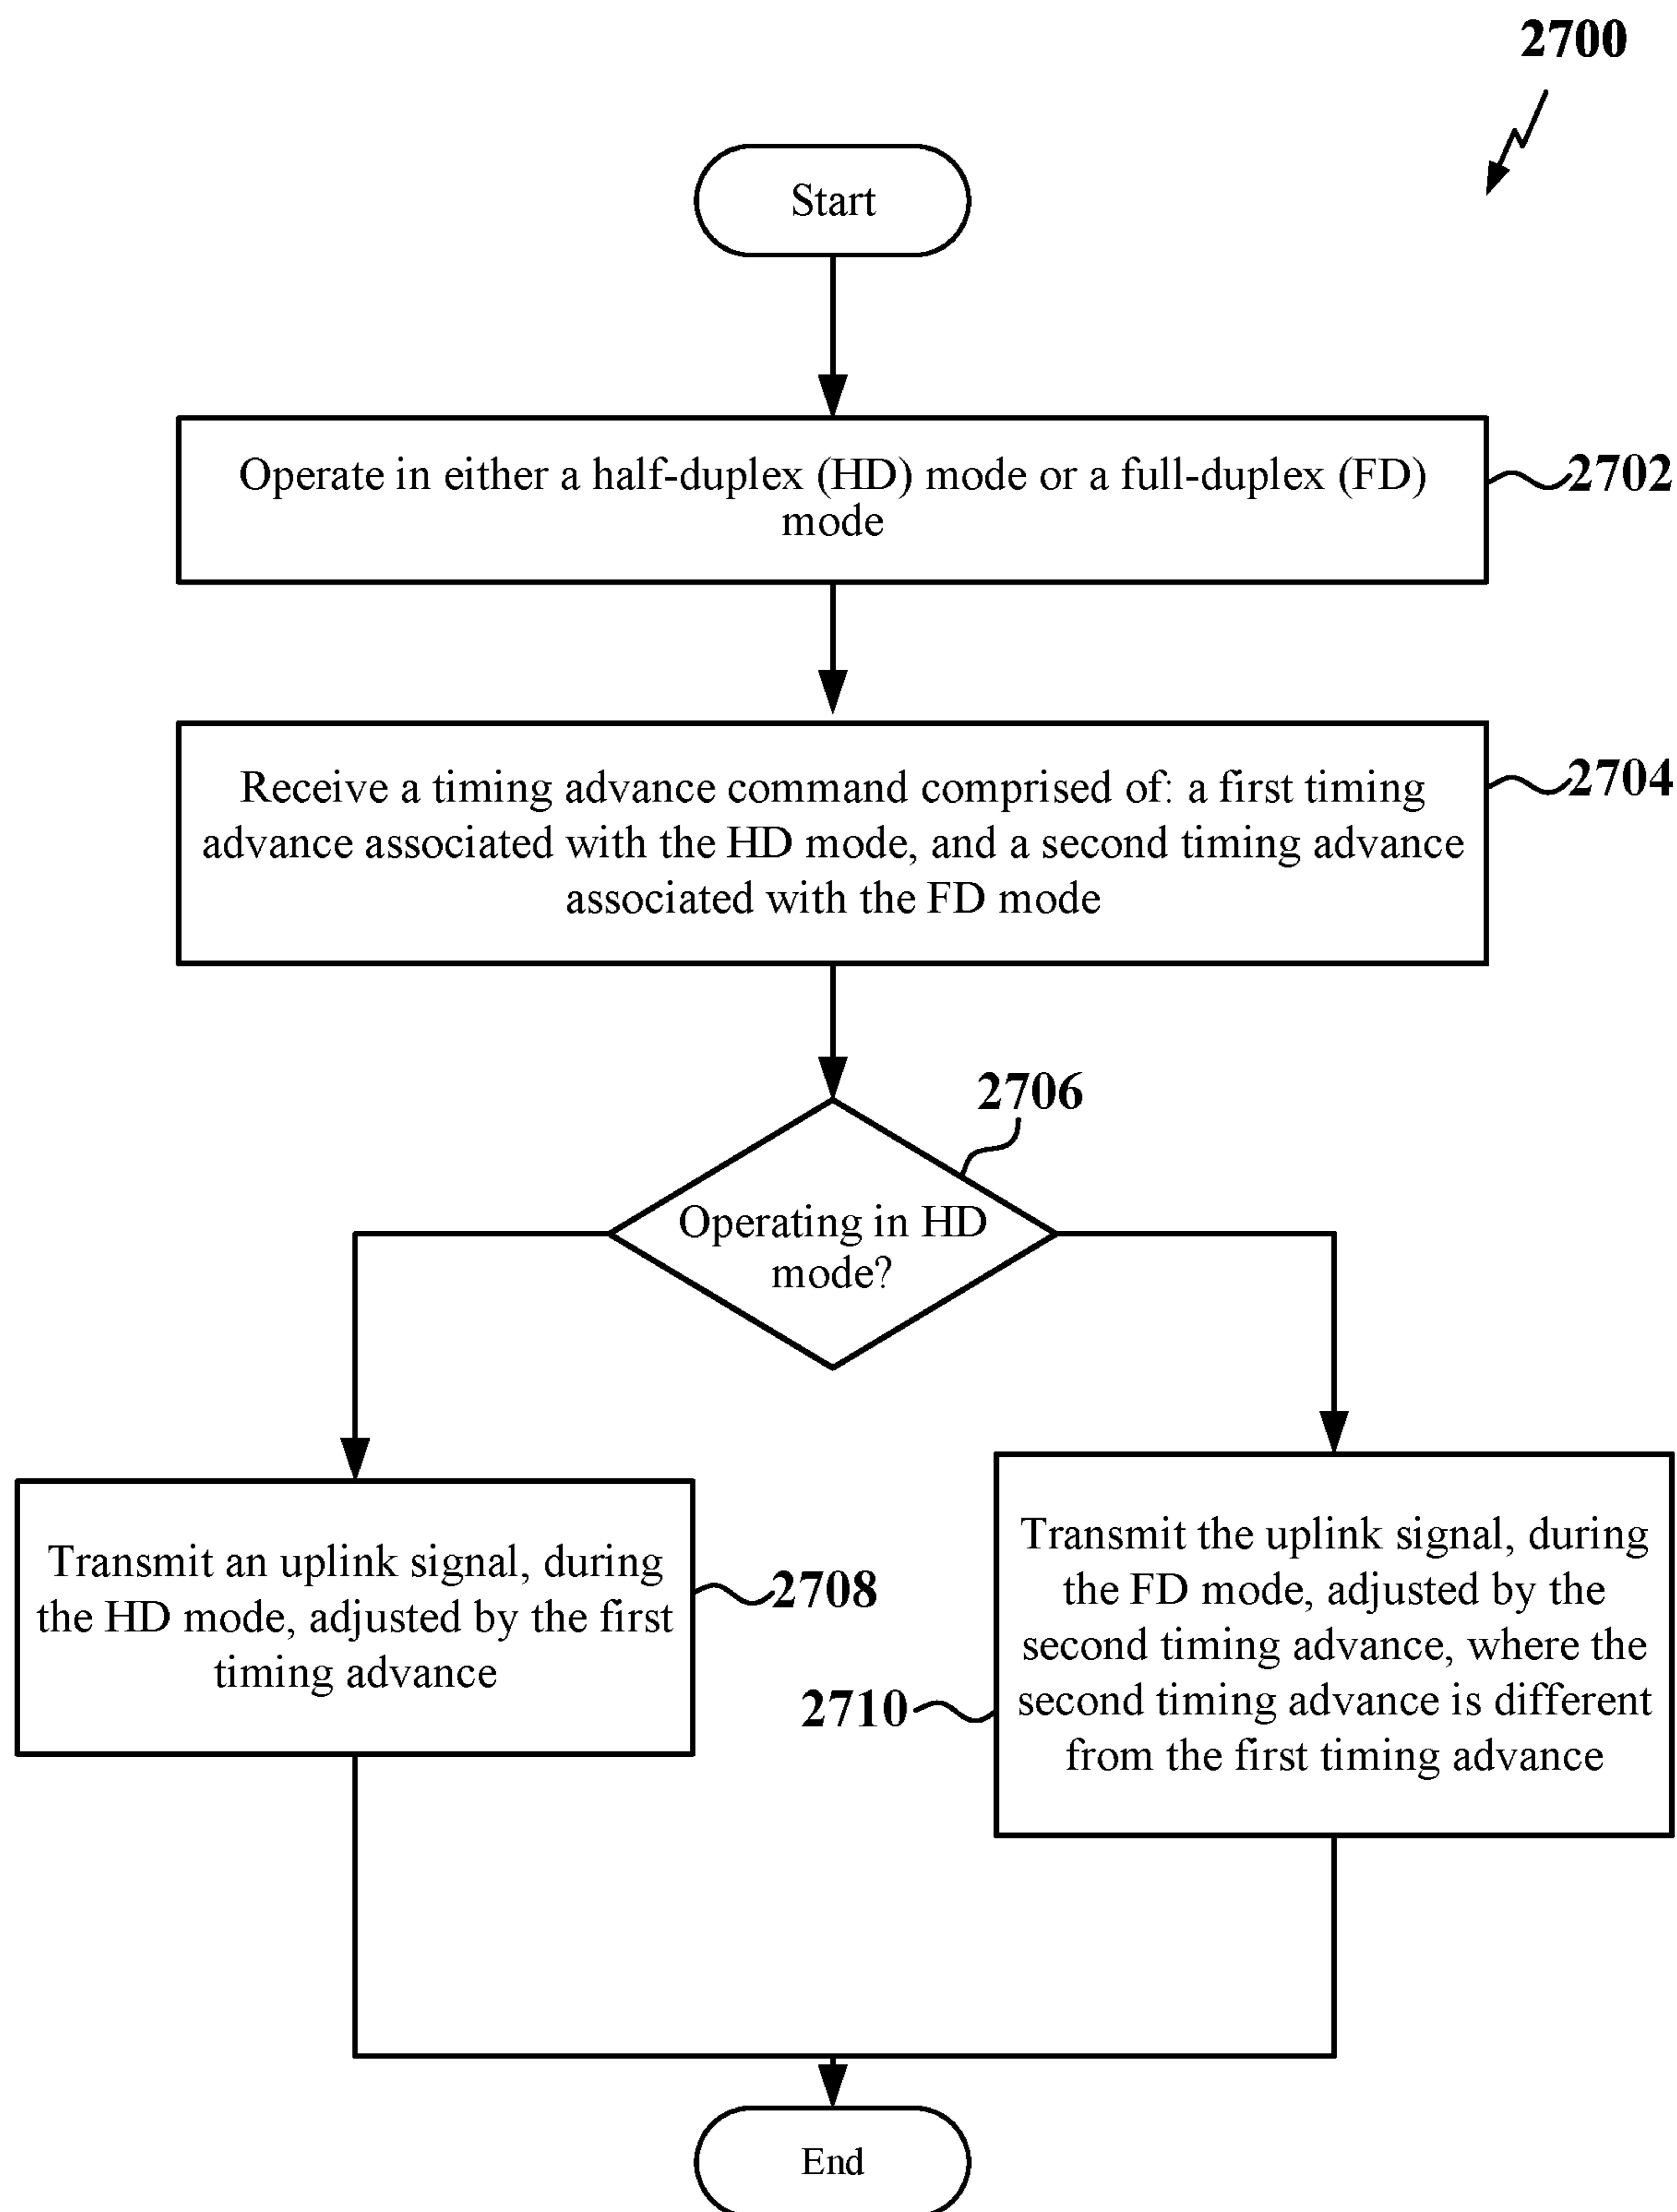 2700
Start
Operate in either a half-duplex (HD) mode or a full-duplex (FD)
mode
2702
Receive a timing advance command comprised of: a first timing
advance associated with the HD mode, and a second timing advance
associated with the FD mode
2704
2706
Operating in HD
mode?
Transmit an uplink signal, during
the HD mode, adjusted by the first
timing advance
2708
Transmit the uplink signal, during
the FD mode, adjusted by the
second timing advance, where the
second timing advance is different
from the first timing advance
2710
End